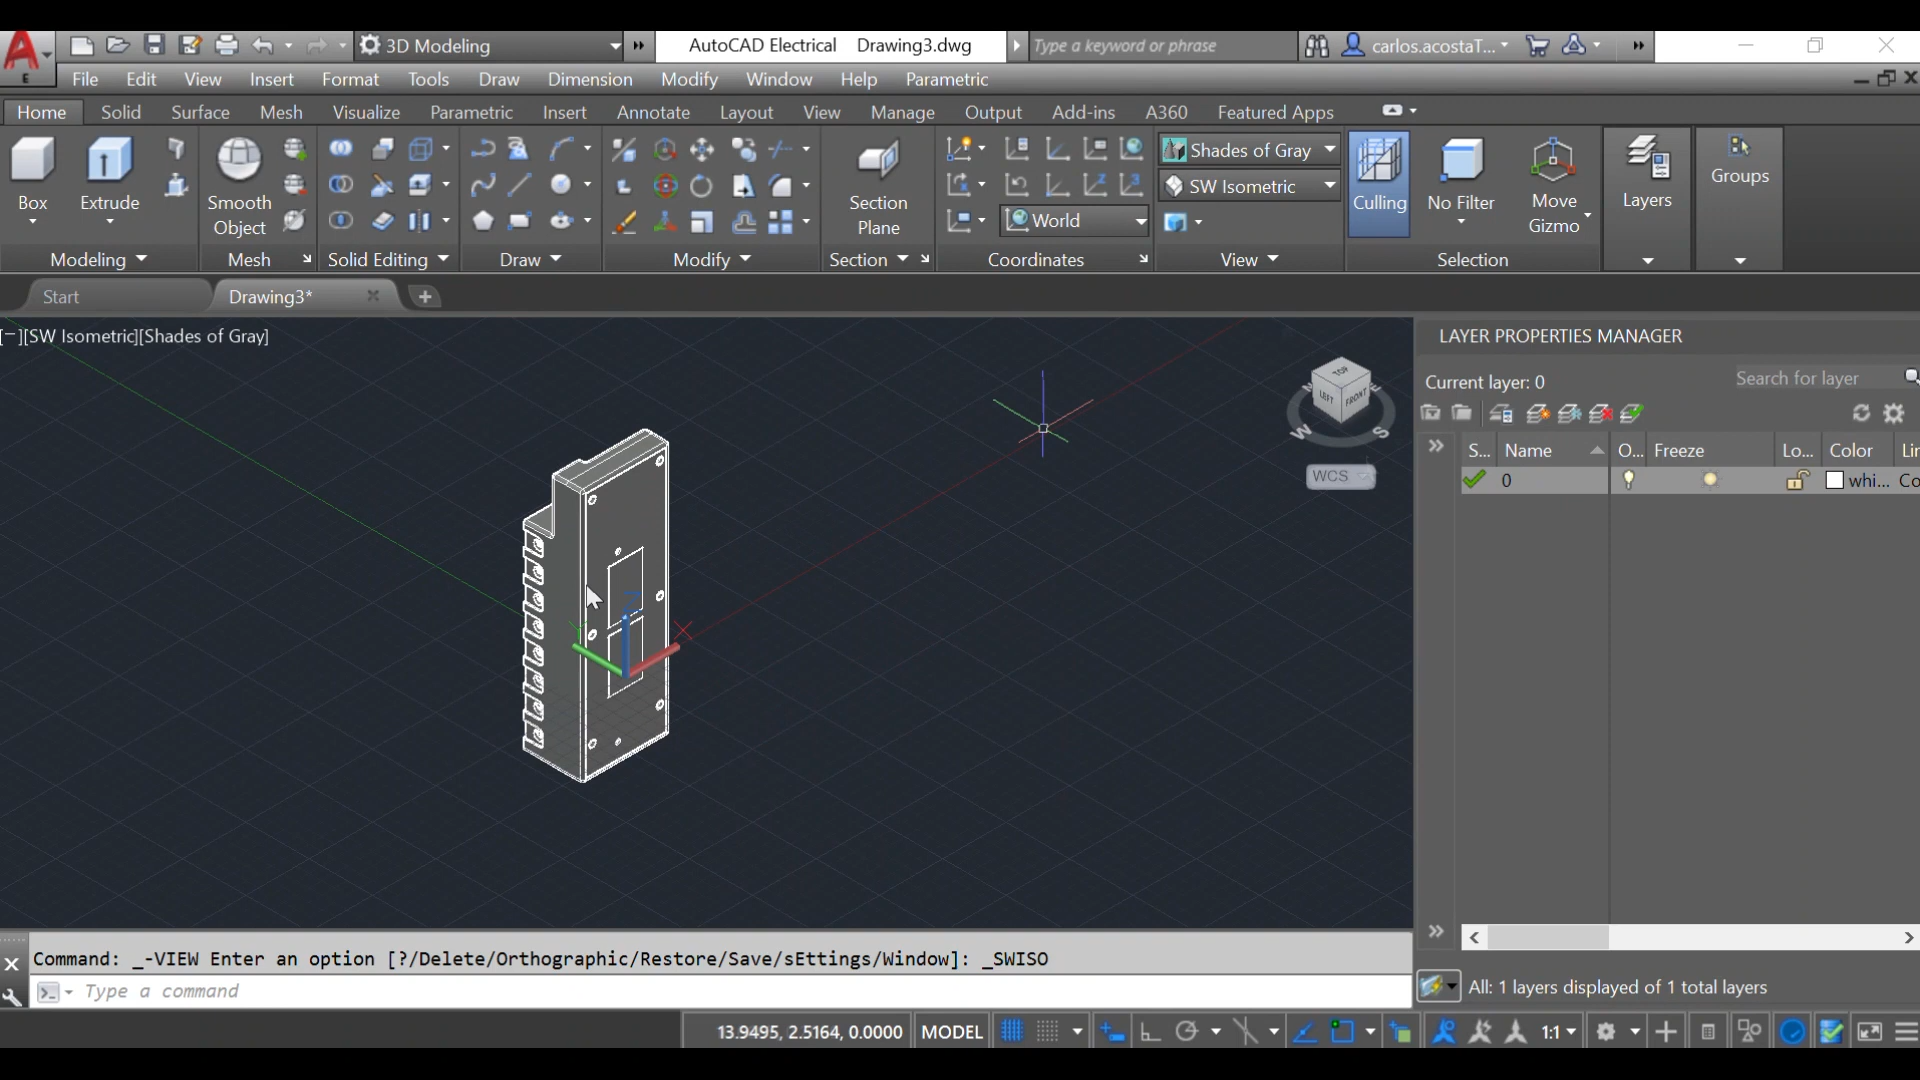 3D Modeling
AutoCAD Electrical Drawing3.dwg
Type a keyword or phrase
carlos.acostaT...
E
File Edit View Insert Format Tools Draw Dimension Modify Window Help Parametric
Home Solid Surface Mesh Visualize Parametric Insert Annotate Layout View Manage Output Add-ins A360 Featured Apps
Box
Extrude
Smooth
Object
Section
Plane
World
Shades of Gray
SW Isometric
Culling
No Filter
Move
Gizmo
Layers
Groups
Modeling
Mesh
Solid Editing
Draw
Modify
Section
Coordinates
View
Selection
Start
Drawing3*
[−][SW Isometric][Shades of Gray]
TOP
LEFT
FRONT
W
S
WCS
X
LAYER PROPERTIES MANAGER
Current layer: 0
Search for layer
S... Name O... Freeze Lo... Color Lin
0 whi... Co
Command: _-VIEW Enter an option [?/Delete/Orthographic/Restore/Save/sEttings/Window]: _SWISO
Type a command
All: 1 layers displayed of 1 total layers
13.9495, 2.5164, 0.0000 MODEL
1:1